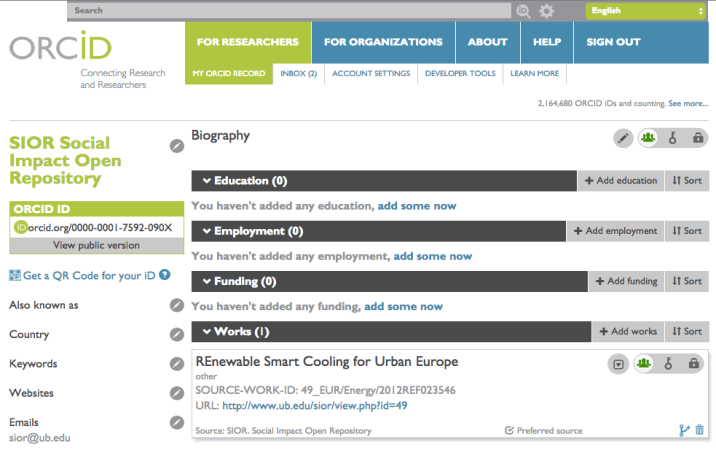 Search
English
ORCID
Connecting Research
and Researchers
FOR RESEARCHERS
FOR ORGANIZATIONS
ABOUT
HELP
SIGN OUT
MY ORCID RECORD
INBOX (2)
ACCOUNT SETTINGS
DEVELOPER TOOLS
LEARN MORE
2,164,680 ORCID iDs and counting. See more...
SIOR Social
Impact Open
Repository
ORCID ID
iD orcid.org/0000-0001-7592-090X
View public version
Get a QR Code for your iD ?
Also known as
Country
Keywords
Websites
Emails
sior@ub.edu
Biography
Education (0)
+ Add education
Sort
You haven't added any education, add some now
Employment (0)
+ Add employment
Sort
You haven't added any employment, add some now
Funding (0)
+ Add funding
Sort
You haven't added any funding, add some now
Works (1)
+ Add works
Sort
REnewable Smart Cooling for Urban Europe
other
SOURCE-WORK-ID: 49_EUR/Energy/2012REF023546
URL: http://www.ub.edu/sior/view.php?id=49
Source: SIOR. Social Impact Open Repository
Preferred source